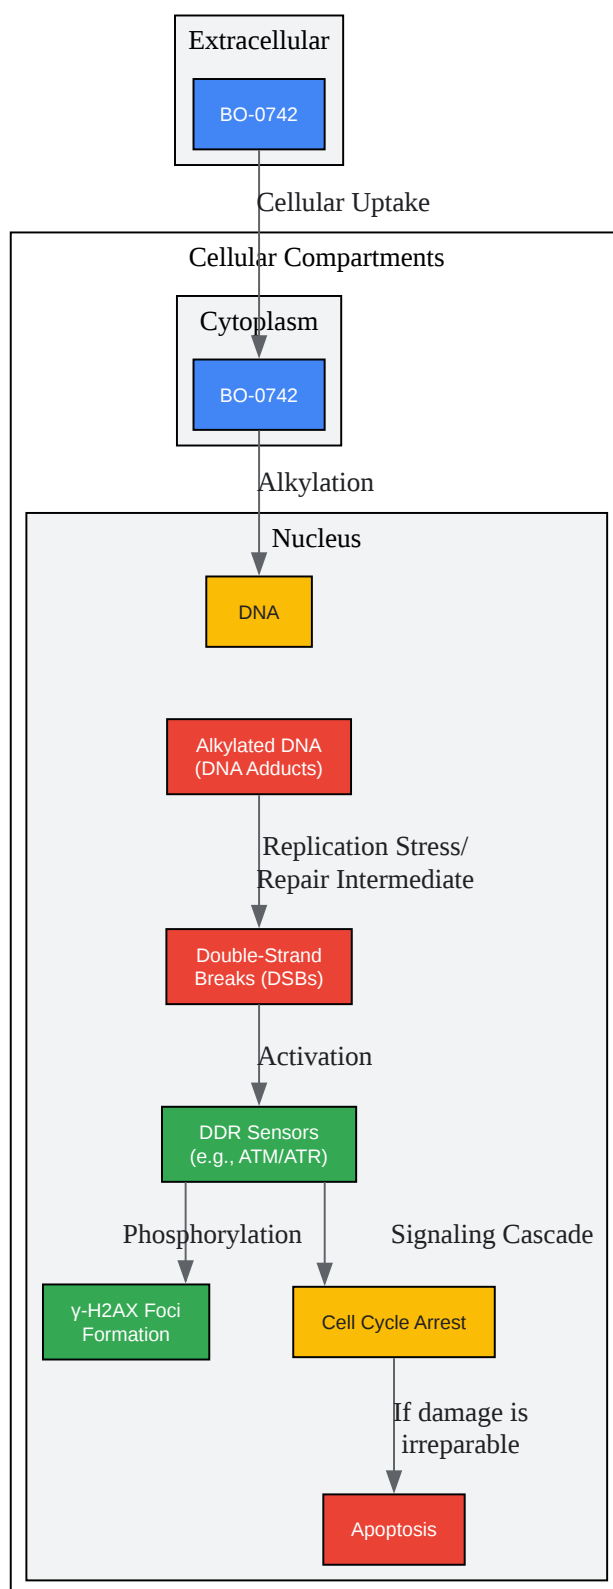 Extracellular
BO-0742
Cellular Uptake
Cellular Compartments
Cytoplasm
BO-0742
Alkylation
Nucleus
DNA
Alkylated DNA
(DNA Adducts)
Replication Stress/
Repair Intermediate
Double-Strand
Breaks (DSBs)
Activation
DDR Sensors
(e.g., ATM/ATR)
Phosphorylation
Signaling Cascade
γ-H2AX Foci
Formation
Cell Cycle Arrest
If damage is
irreparable
Apoptosis